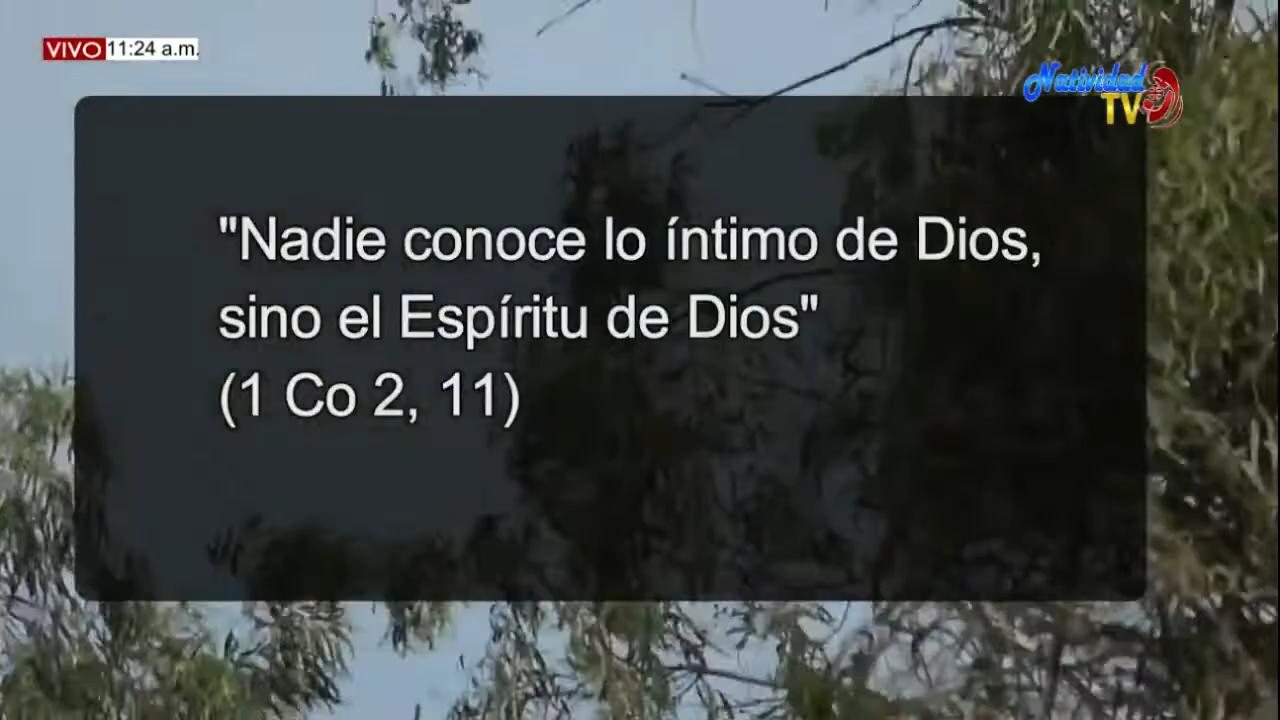 VIVO 11:24 a.m.
Natividad
TV
"Nadie conoce lo íntimo de Dios,
sino el Espíritu de Dios"
(1 Co 2, 11)